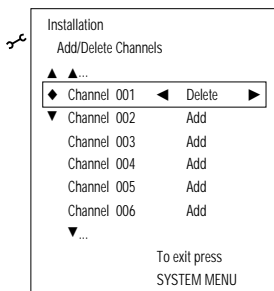 Installation
Add/Delete Channels
▲ ▲...
◆ Channel 001 ◀ Delete ▶
▼ Channel 002 Add
Channel 003 Add
Channel 004 Add
Channel 005 Add
Channel 006 Add
▼...
To exit press
SYSTEM MENU